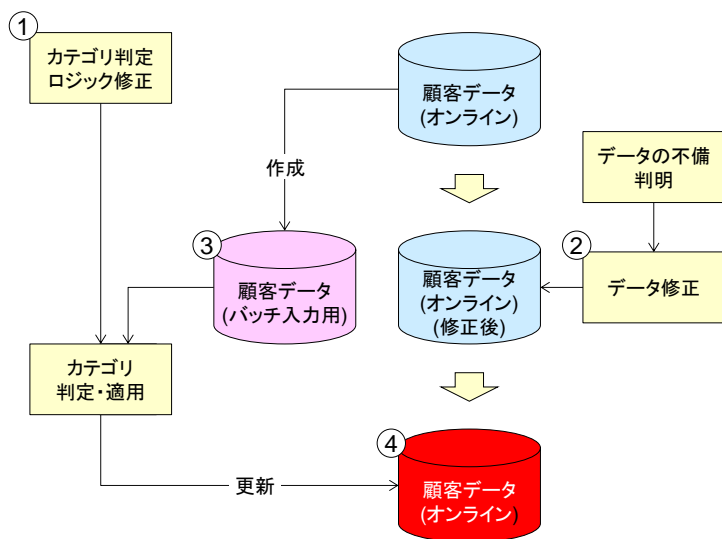 ①
カテゴリ判定
ロジック修正
顧客データ
(オンライン)
作成
データの不備
判明
③
顧客データ
(バッチ入力用)
顧客データ
(オンライン)
(修正後)
②
データ修正
カテゴリ
判定・適用
更新
④
顧客データ
(オンライン)